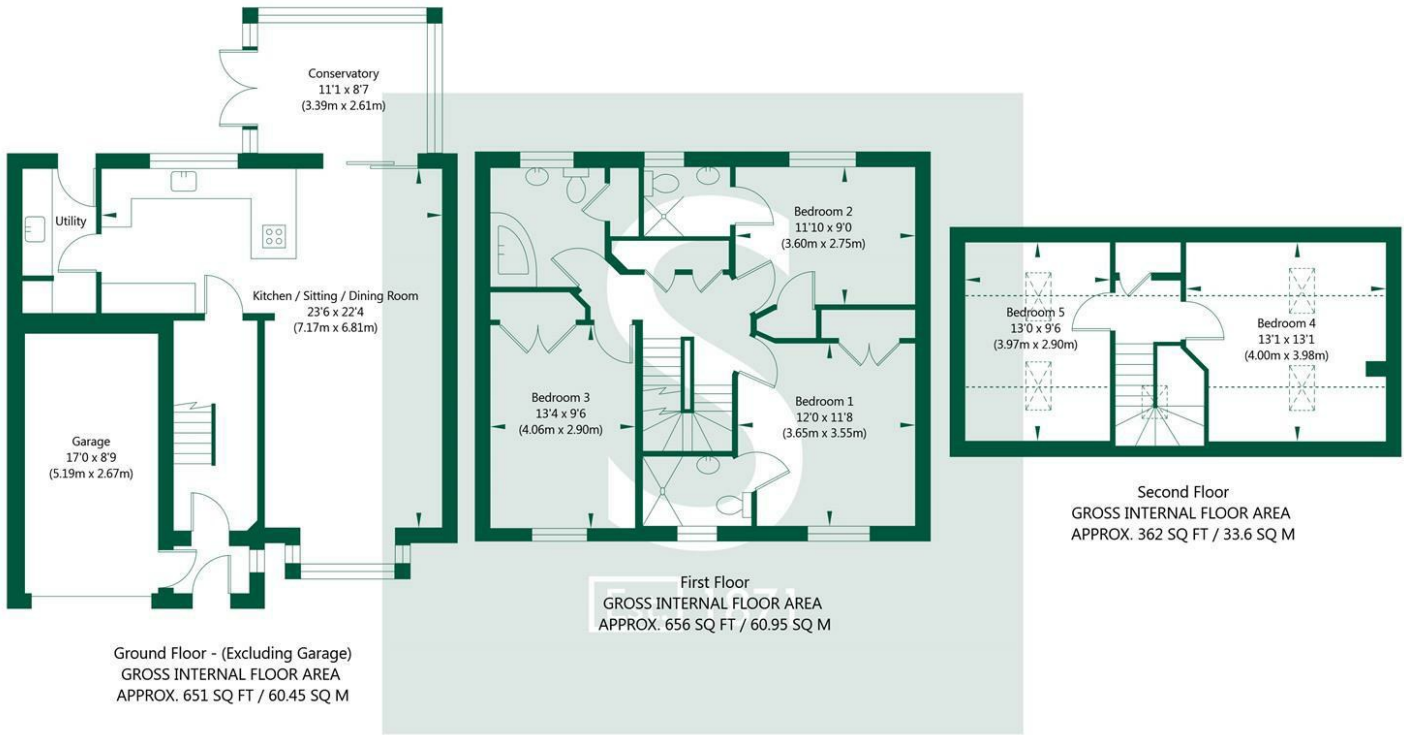 Conservatory
11'1 x 8'7
(3.39m x 2.61m)
Utility
Kitchen / Sitting / Dining Room
23'6 x 22'4
(7.17m x 6.81m)
Garage
17'0 x 8'9
(5.19m x 2.67m)
Ground Floor - (Excluding Garage)
GROSS INTERNAL FLOOR AREA
APPROX. 651 SQ FT / 60.45 SQ M
Bedroom 2
11'10 x 9'0
(3.60m x 2.75m)
Bedroom 3
13'4 x 9'6
(4.06m x 2.90m)
Bedroom 1
12'0 x 11'8
(3.65m x 3.55m)
First Floor
GROSS INTERNAL FLOOR AREA
APPROX. 656 SQ FT / 60.95 SQ M
Bedroom 5
13'0 x 9'6
(3.97m x 2.90m)
Bedroom 4
13'1 x 13'1
(4.00m x 3.98m)
Second Floor
GROSS INTERNAL FLOOR AREA
APPROX. 362 SQ FT / 33.6 SQ M